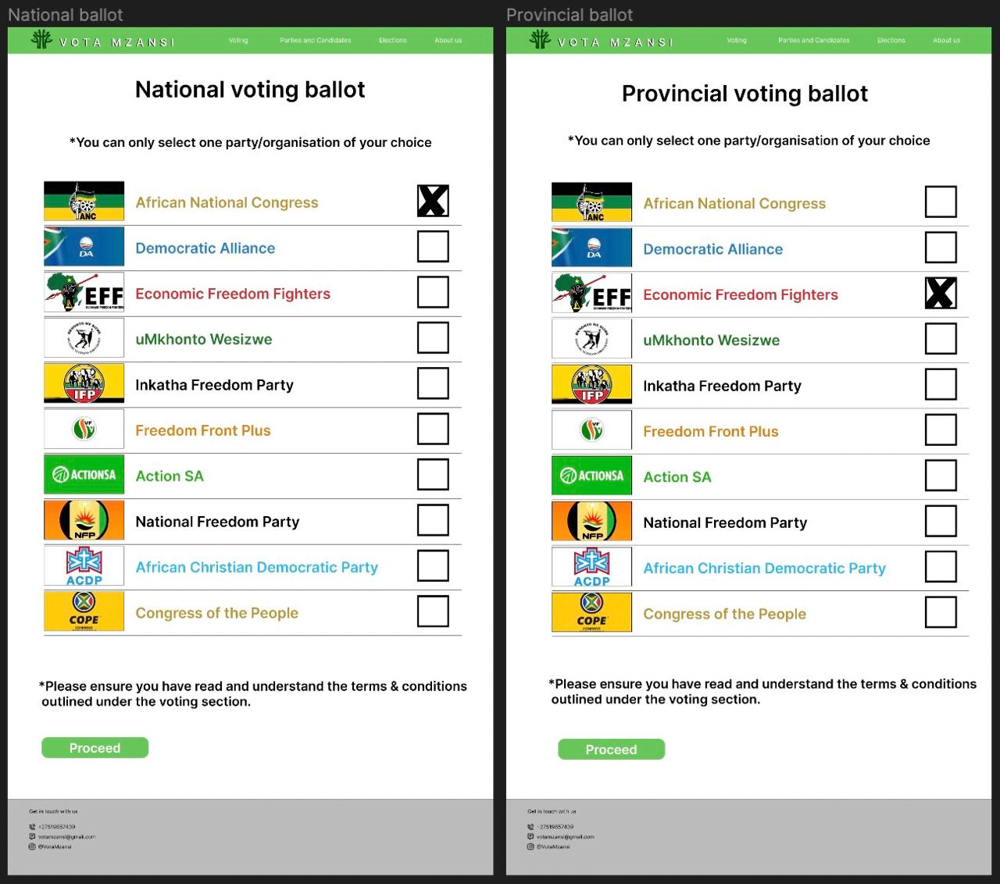 National ballot
VOTA MZANSI
Voting
Parties and Candidates
Elections
About us
National voting ballot
*You can only select one party/organisation of your choice
ANC
African National Congress
X
DA
Democratic Alliance
EFF
ECONOMIC FREEDOM FIGHTERS
Economic Freedom Fighters
uMkhonto Wesizwe
IFP
Inkatha Freedom Party
VF
Freedom Front Plus
ACTIONSA
Action SA
NFP
National Freedom Party
ACDP
African Christian Democratic Party
COPE
Congress of the People
*Please ensure you have read and understand the terms & conditions
outlined under the voting section.
Proceed
Get in touch with us
+27519857439
votamzansi@gmail.com
@VotaMzansi
Provincial ballot
VOTA MZANSI
Voting
Parties and Candidates
Elections
About us
Provincial voting ballot
*You can only select one party/organisation of your choice
ANC
African National Congress
DA
Democratic Alliance
EFF
ECONOMIC FREEDOM FIGHTERS
Economic Freedom Fighters
X
uMkhonto Wesizwe
IFP
Inkatha Freedom Party
VF
Freedom Front Plus
ACTIONSA
Action SA
NFP
National Freedom Party
ACDP
African Christian Democratic Party
COPE
Congress of the People
*Please ensure you have read and understand the terms & conditions
outlined under the voting section.
Proceed
Get in touch with us
+27519857439
votamzansi@gmail.com
@VotaMzansi